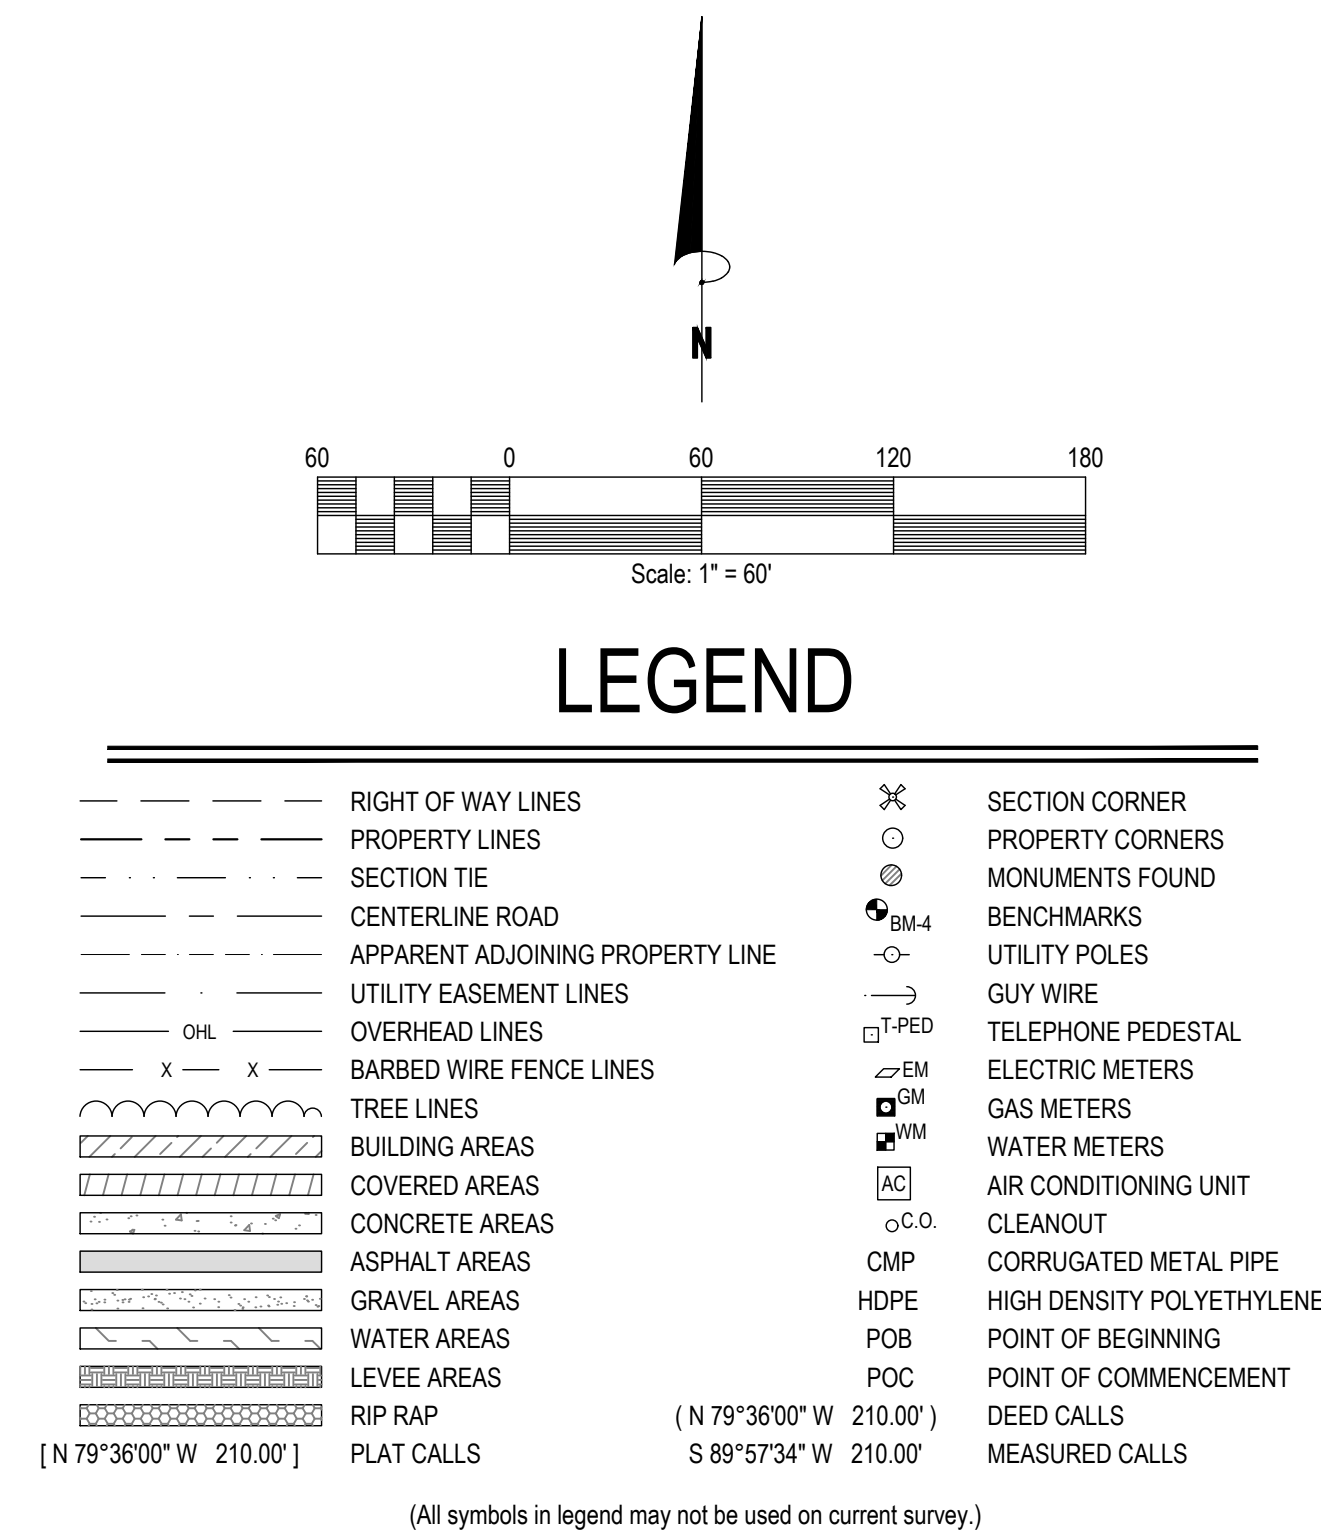 N
60 0 60 120 180
Scale: 1" = 60'
LEGEND
RIGHT OF WAY LINES
PROPERTY LINES
SECTION TIE
CENTERLINE ROAD
APPARENT ADJOINING PROPERTY LINE
UTILITY EASEMENT LINES
OHL OVERHEAD LINES
X X BARBED WIRE FENCE LINES
TREE LINES
BUILDING AREAS
COVERED AREAS
CONCRETE AREAS
ASPHALT AREAS
GRAVEL AREAS
WATER AREAS
LEVEE AREAS
RIP RAP
[ N 79°36'00" W 210.00' ] PLAT CALLS
SECTION CORNER
PROPERTY CORNERS
MONUMENTS FOUND
BM-4 BENCHMARKS
UTILITY POLES
GUY WIRE
T-PED TELEPHONE PEDESTAL
EM ELECTRIC METERS
GM GAS METERS
WM WATER METERS
AC AIR CONDITIONING UNIT
C.O. CLEANOUT
CMP CORRUGATED METAL PIPE
HDPE HIGH DENSITY POLYETHYLENE
POB POINT OF BEGINNING
POC POINT OF COMMENCEMENT
( N 79°36'00" W 210.00' ) DEED CALLS
S 89°57'34" W 210.00' MEASURED CALLS
(All symbols in legend may not be used on current survey.)